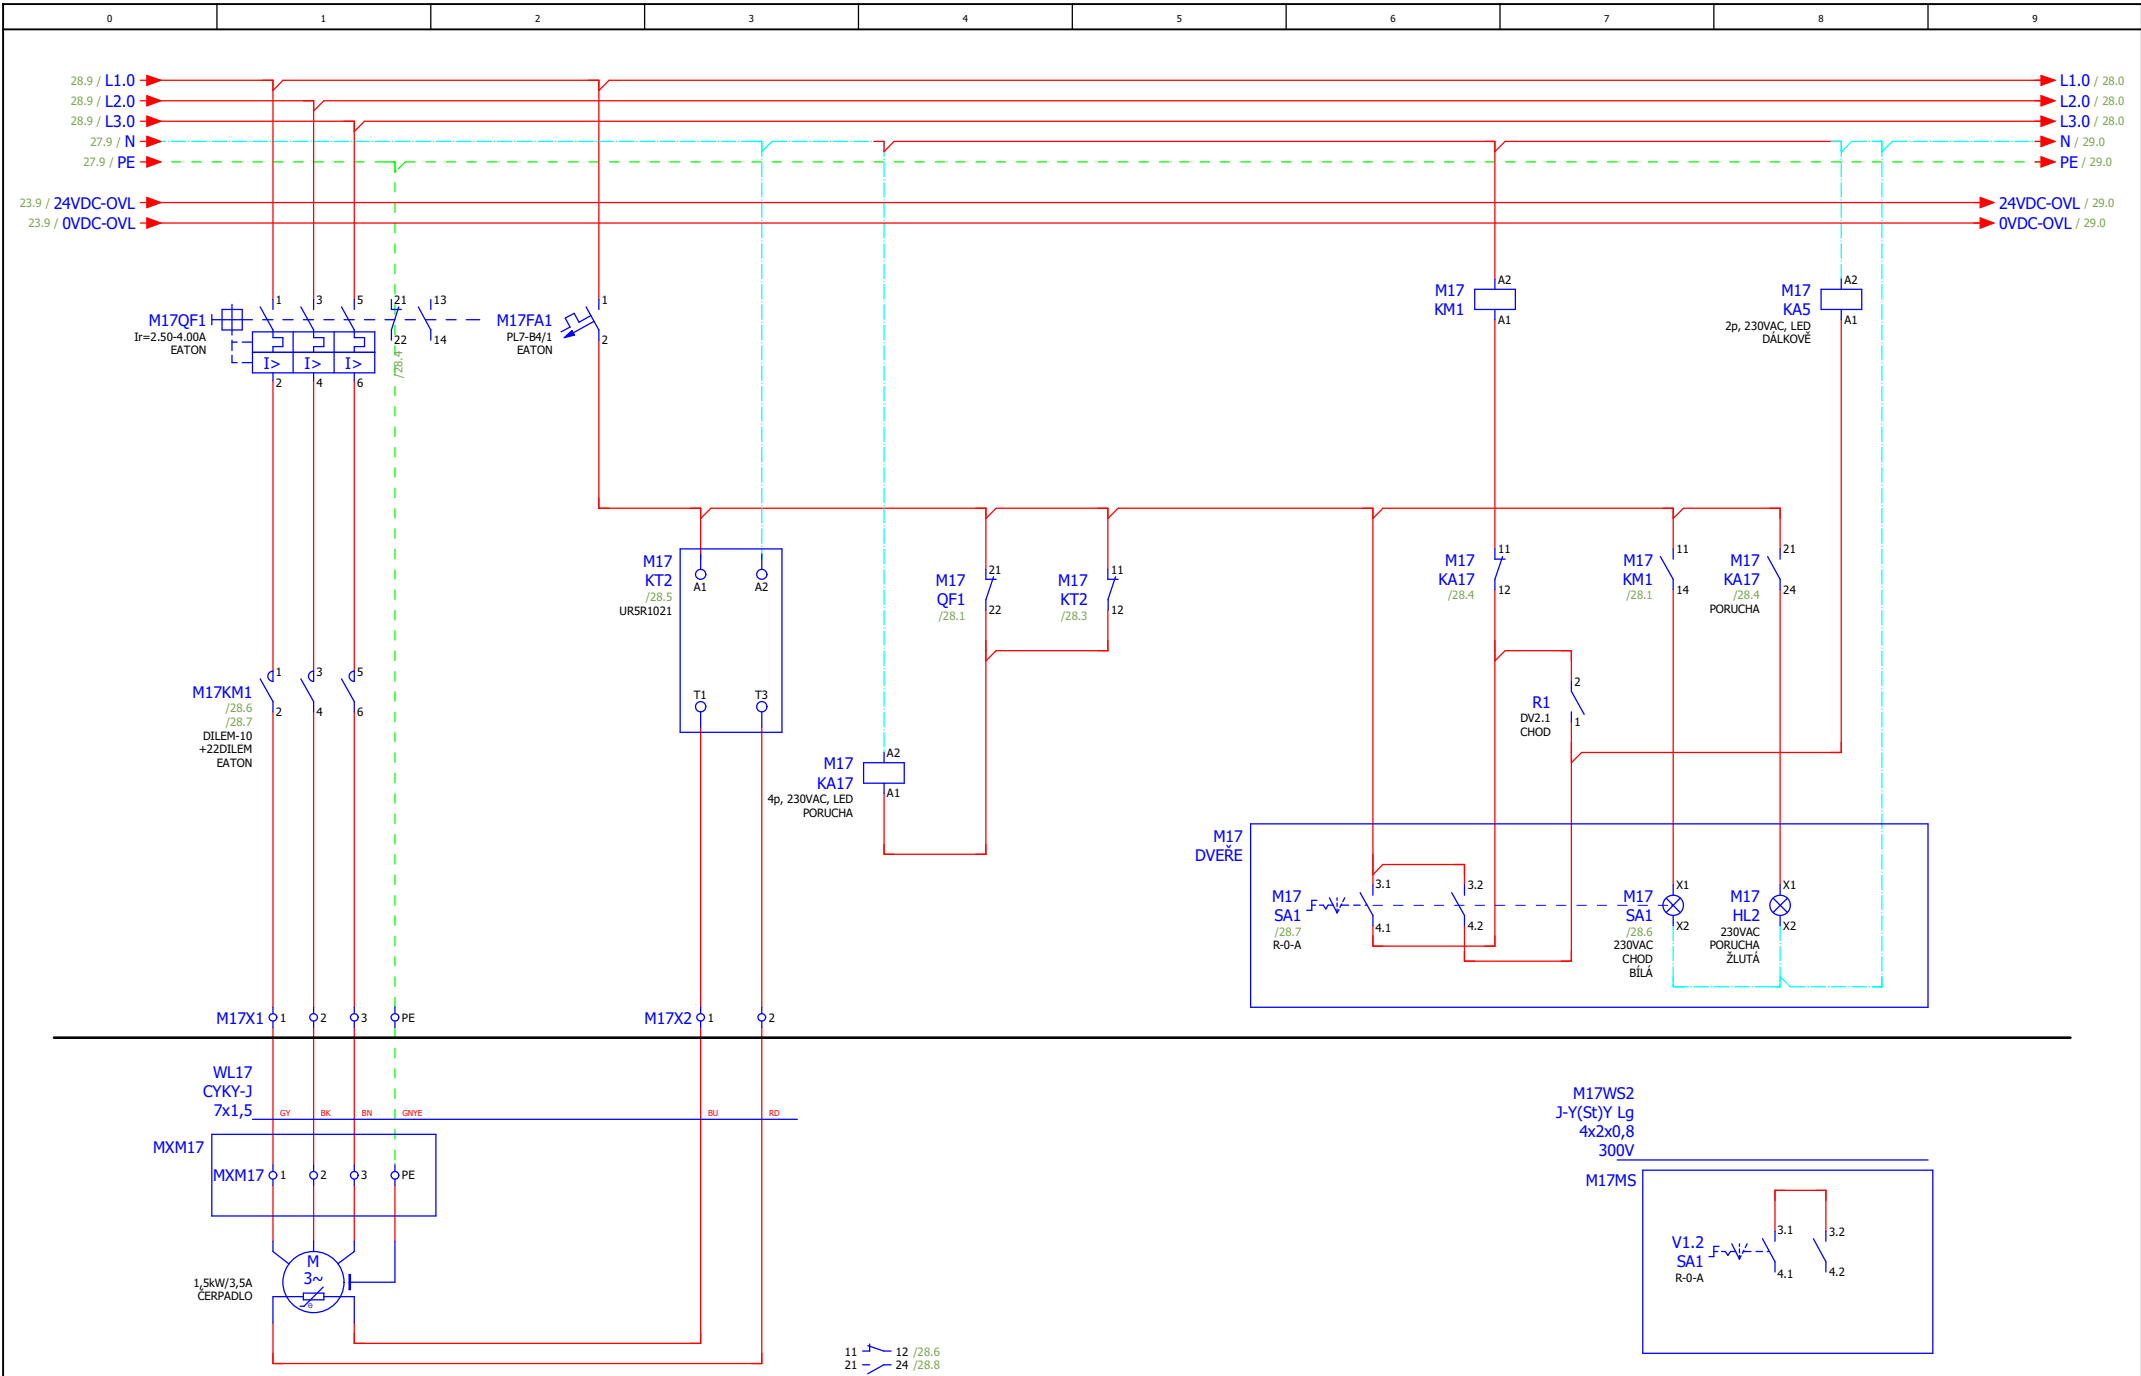 0 1 2 3 4 5 6 7 8 9
28.9 / L1.0
L1.0 / 28.0
28.9 / L2.0
L2.0 / 28.0
28.9 / L3.0
L3.0 / 28.0
27.9 / N
N / 29.0
27.9 / PE
PE / 29.0
23.9 / 24VDC-OVL
24VDC-OVL / 29.0
23.9 / 0VDC-OVL
0VDC-OVL / 29.0
M17QF1
Ir=2.50-4.00A
EATON
1 3 5 21 13
22 14
I> I> I>
2 4 6
/28.4
M17FA1
PL7-B4/1
EATON
1
2
M17
KM1
A2
A1
M17
KA5
2p, 230VAC, LED
DÁLKOVĚ
A2
A1
M17
KT2
/28.5
UR5R1021
A1 A2
T1 T3
M17
QF1
/28.1
21
22
M17
KT2
/28.3
11
12
M17
KA17
/28.4
11
12
M17
KM1
/28.1
11
14
M17
KA17
/28.4
PORUCHA
21
24
M17KM1
/28.6
/28.7
DILEM-10
+22DILEM
EATON
1 3 5
2 4 6
R1
DV2.1
CHOD
2
1
M17
KA17
4p, 230VAC, LED
PORUCHA
A2
A1
M17
DVEŘE
M17
SA1
/28.7
R-0-A
3.1 3.2
4.1 4.2
M17
SA1
/28.6
230VAC
CHOD
BÍLÁ
X1
X2
M17
HL2
230VAC
PORUCHA
ŽLUTÁ
X1
X2
M17X1 1 2 3 PE
M17X2 1 2
WL17
CYKY-J
7x1,5
GY BK BN GNYE BU RD
MXM17
MXM17 1 2 3 PE
M
3~
θ
1,5kW/3,5A
ČERPADLO
M17WS2
J-Y(St)Y Lg
4x2x0,8
300V
M17MS
V1.2
SA1
R-0-A
3.1 3.2
4.1 4.2
11 12 /28.6
21 24 /28.8